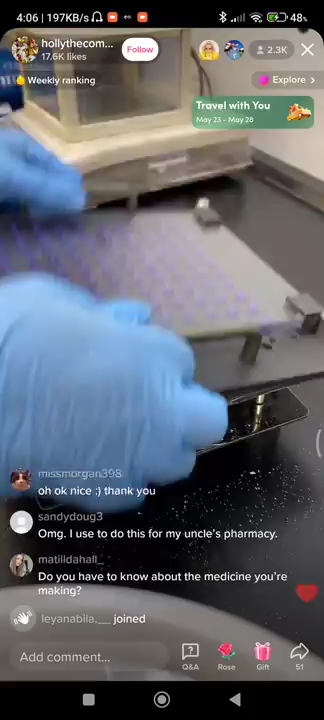 4:06 | 197KB/s
48%
hollythecom...
17.6K likes
Follow
2.3K
Weekly ranking
Explore >
Travel with You
May 23 - May 28
missmorgan398
oh ok nice :) thank you
sandydoug3
Omg. I use to do this for my uncle's pharmacy.
matilldahall_
Do you have to know about the medicine you're
making?
leyanabila.__ joined
Add comment...
Q&A
Rose
Gift
51